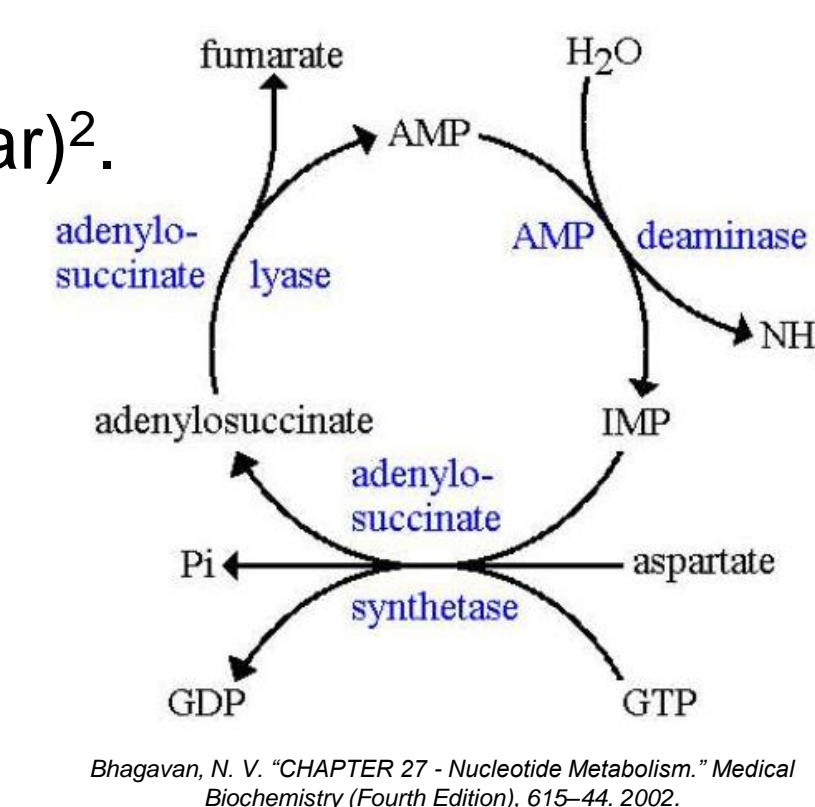 fumarate
H₂O
ar)².
AMP
adenylo-
succinate
lyase
AMP deaminase
NH
adenylosuccinate
IMP
adenylo-
succinate
Pi
aspartate
synthetase
GDP
GTP
Bhagavan, N. V. “CHAPTER 27 - Nucleotide Metabolism.” Medical
Biochemistry (Fourth Edition), 615–44, 2002.